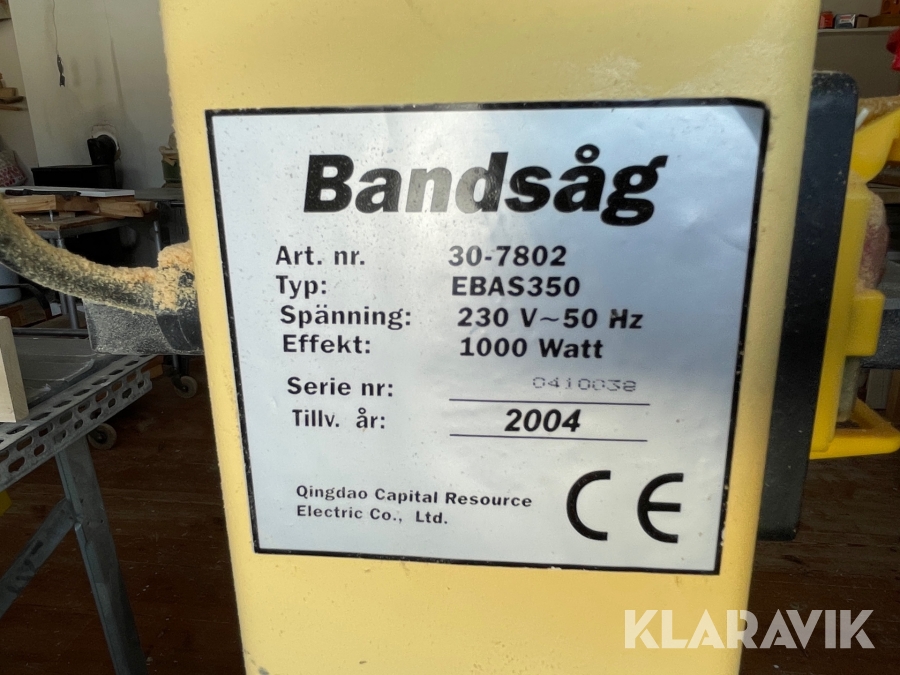 Bandsåg
Art. nr. 30-7802
Typ: EBAS350
Spänning: 230 V~50 Hz
Effekt: 1000 Watt
Serie nr: 0410038
Tillv. år: 2004
Qingdao Capital Resource
Electric Co., Ltd.
CE
KLARAVIK